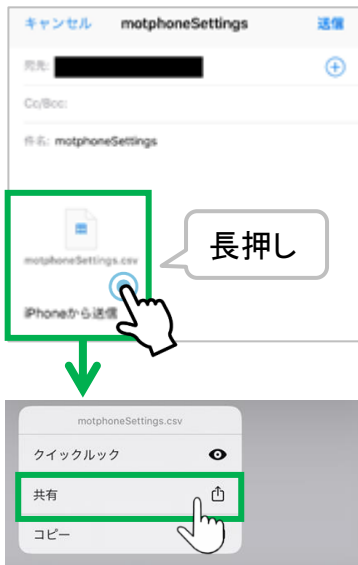 キャンセル motphoneSettings 送信
宛先:
Cc/Bcc:
件名: motphoneSettings
motphoneSettings.csv
長押し
iPhoneから送信
motphoneSettings.csv
クイックルック
共有
コピー